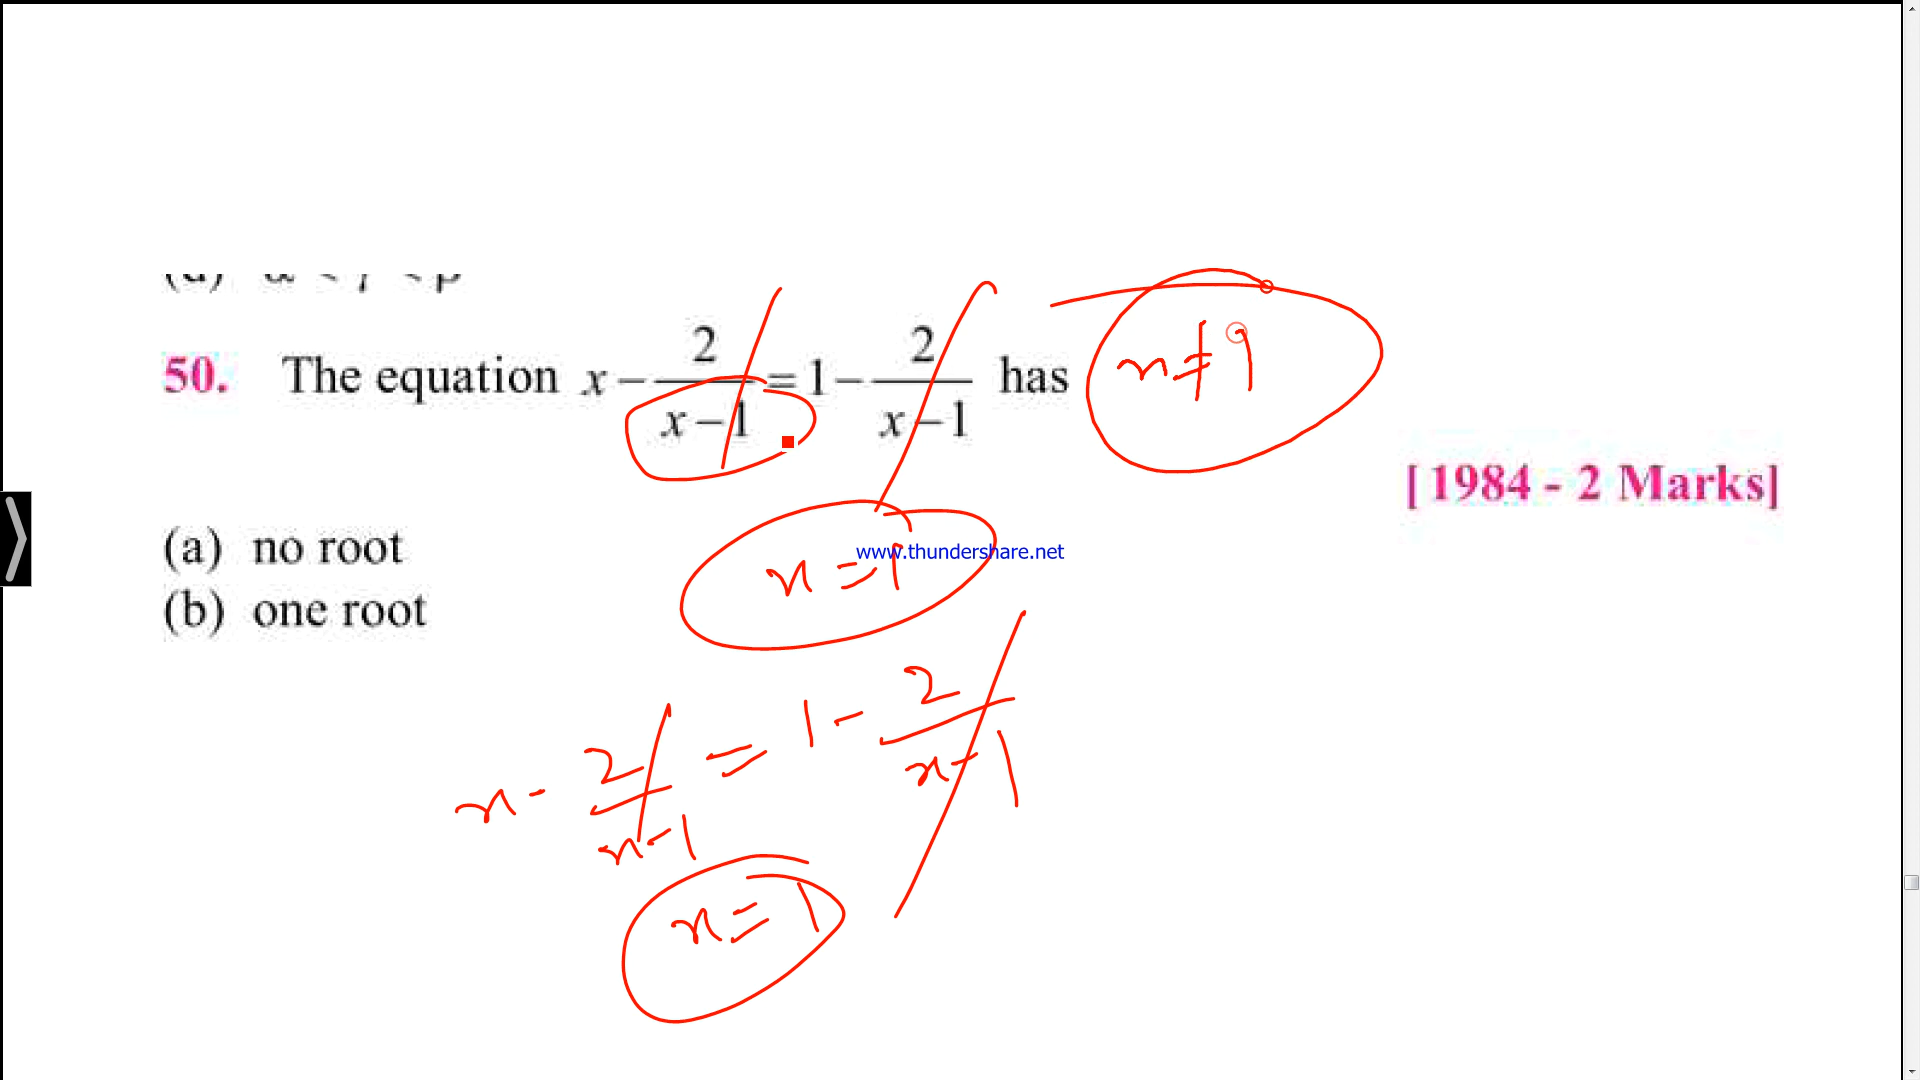 50. The equation x - 2/(x-1) = 1 - 2/(x-1) has
x ≠ 1
[1984 - 2 Marks]
(a) no root
www.thundershare.net
x = 1
(b) one root
x - 2/(x-1) = 1 - 2/(x-1)
x = 1